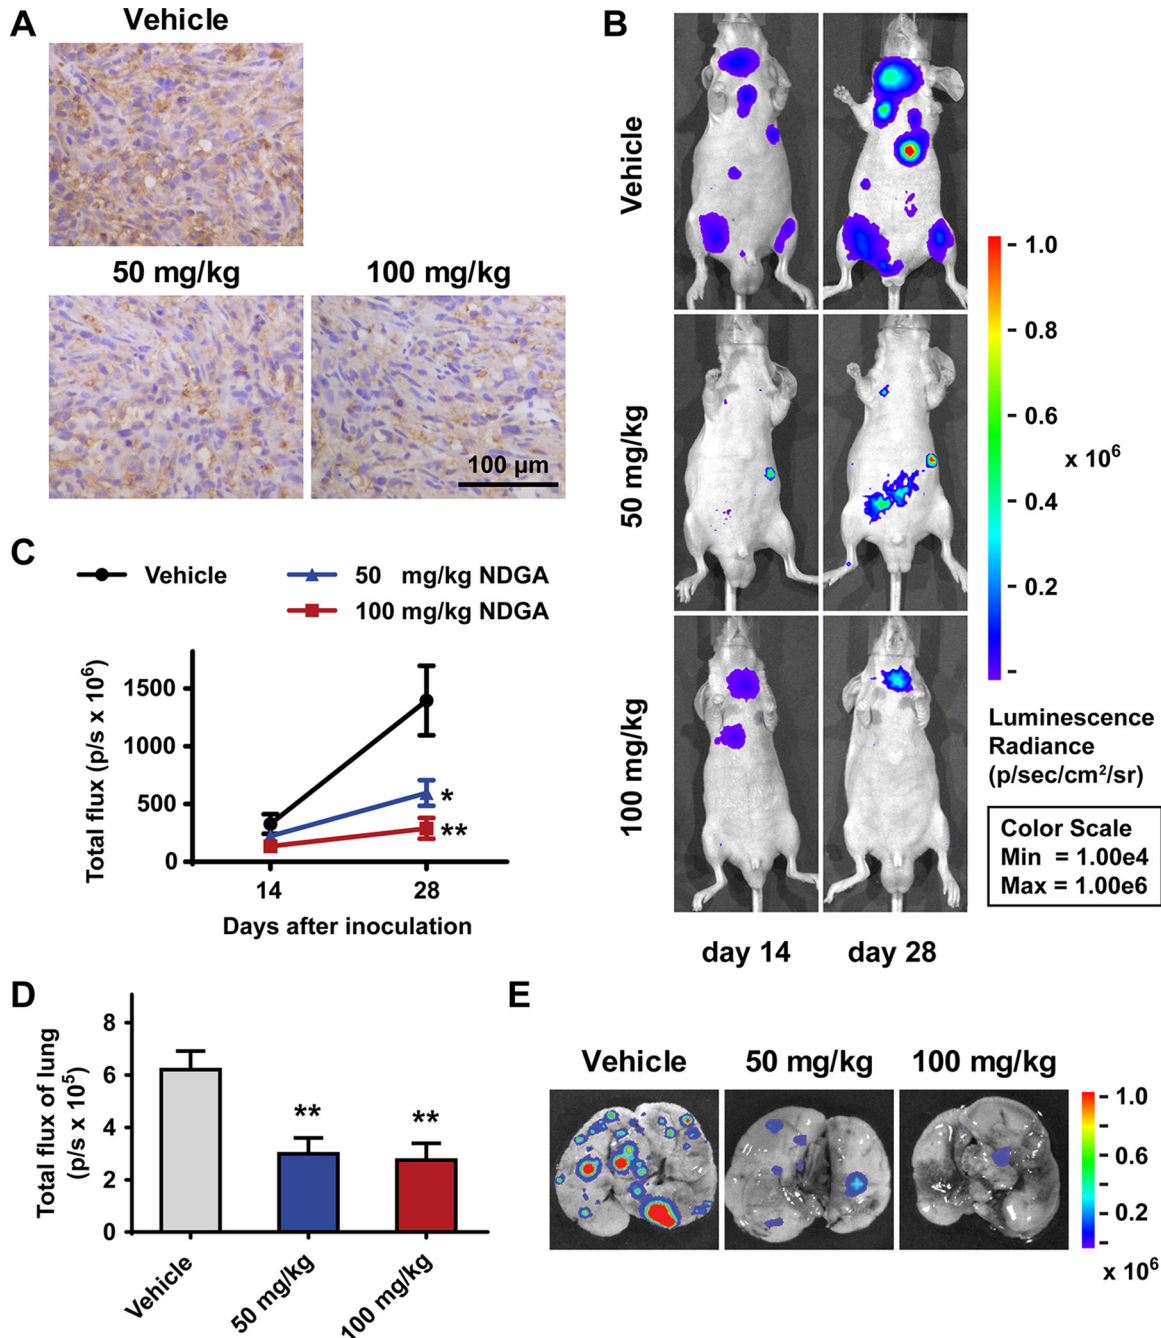 A
Vehicle
50 mg/kg
100 mg/kg
100 µm
B
Vehicle
50 mg/kg
100 mg/kg
day 14
day 28
1.0
0.8
0.6
x 10⁶
0.4
0.2
Luminescence
Radiance
(p/sec/cm²/sr)
Color Scale
Min = 1.00e4
Max = 1.00e6
C
Vehicle
50 mg/kg NDGA
100 mg/kg NDGA
Total flux (p/s x 10⁶)
1500
1000
500
0
*
**
14
28
Days after inoculation
D
Total flux of lung
(p/s x 10⁵)
8
6
4
2
0
**
**
Vehicle
50 mg/kg
100 mg/kg
E
Vehicle
50 mg/kg
100 mg/kg
1.0
0.6
0.2
x 10⁶